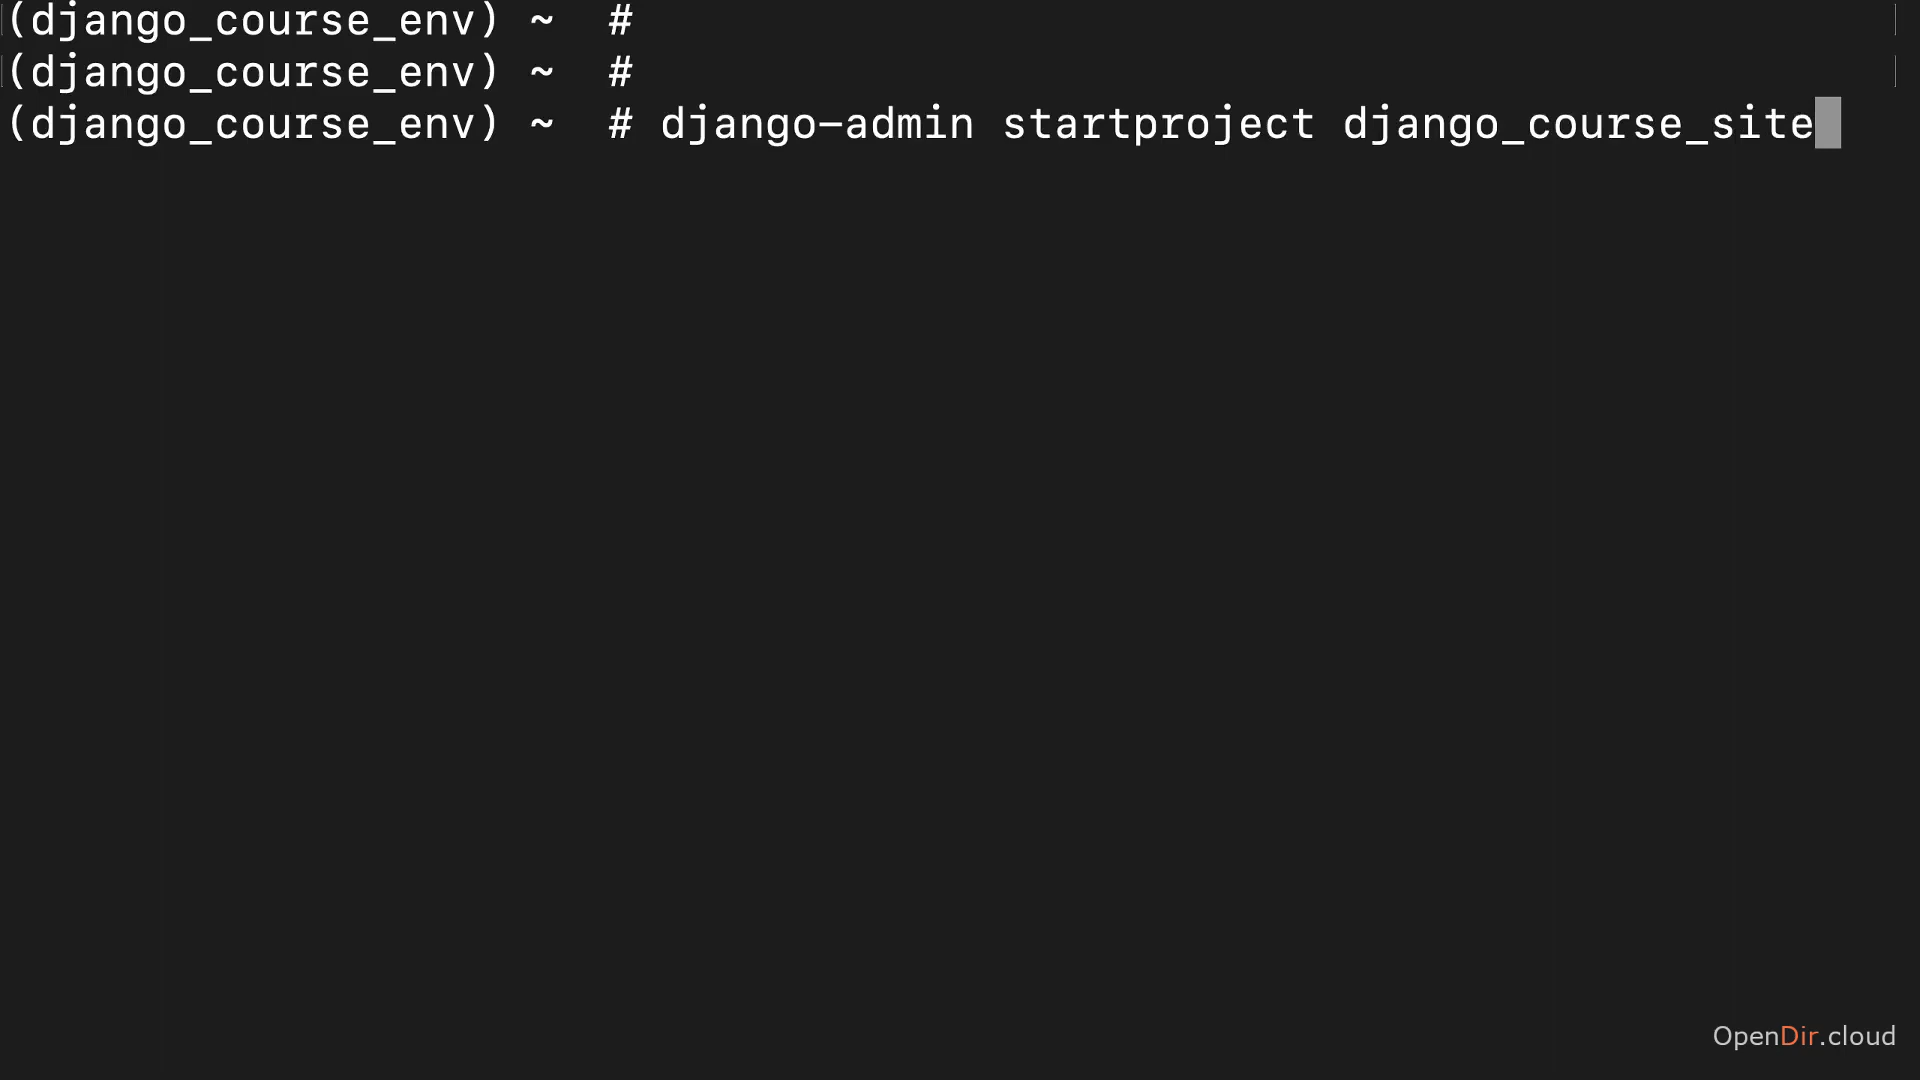 (django_course_env) ~  #
(django_course_env) ~  #
(django_course_env) ~  # django-admin startproject django_course_site
OpenDir.cloud